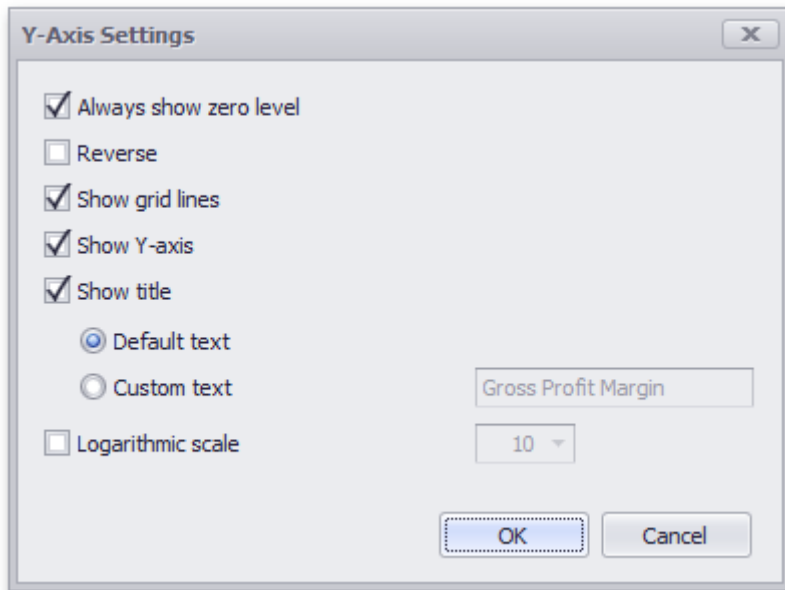 Y-Axis Settings
Always show zero level
Reverse
Show grid lines
Show Y-axis
Show title
Default text
Custom text Gross Profit Margin
Logarithmic scale 10
OK Cancel